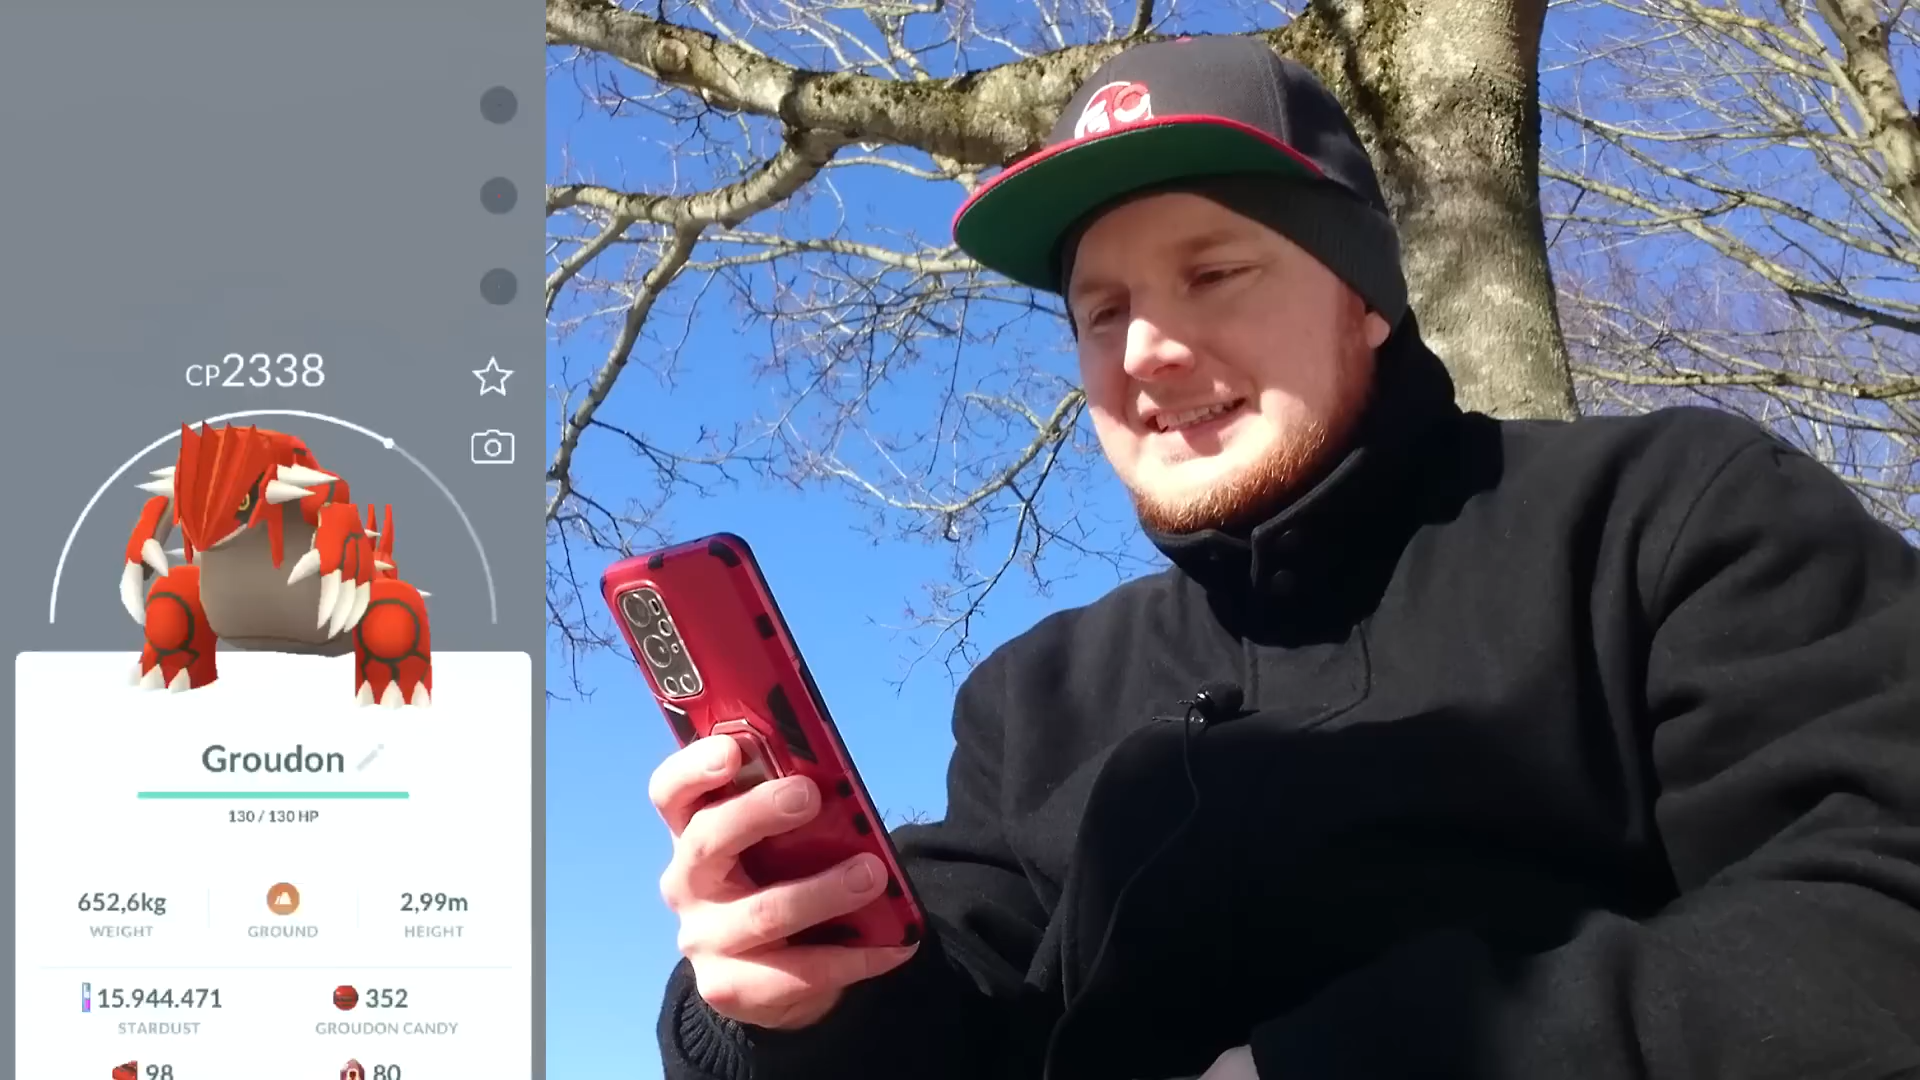 CP2338
Groudon
130 / 130 HP
652,6kg
WEIGHT
GROUND
2,99m
HEIGHT
15.944.471
STARDUST
352
GROUDON CANDY
98
80